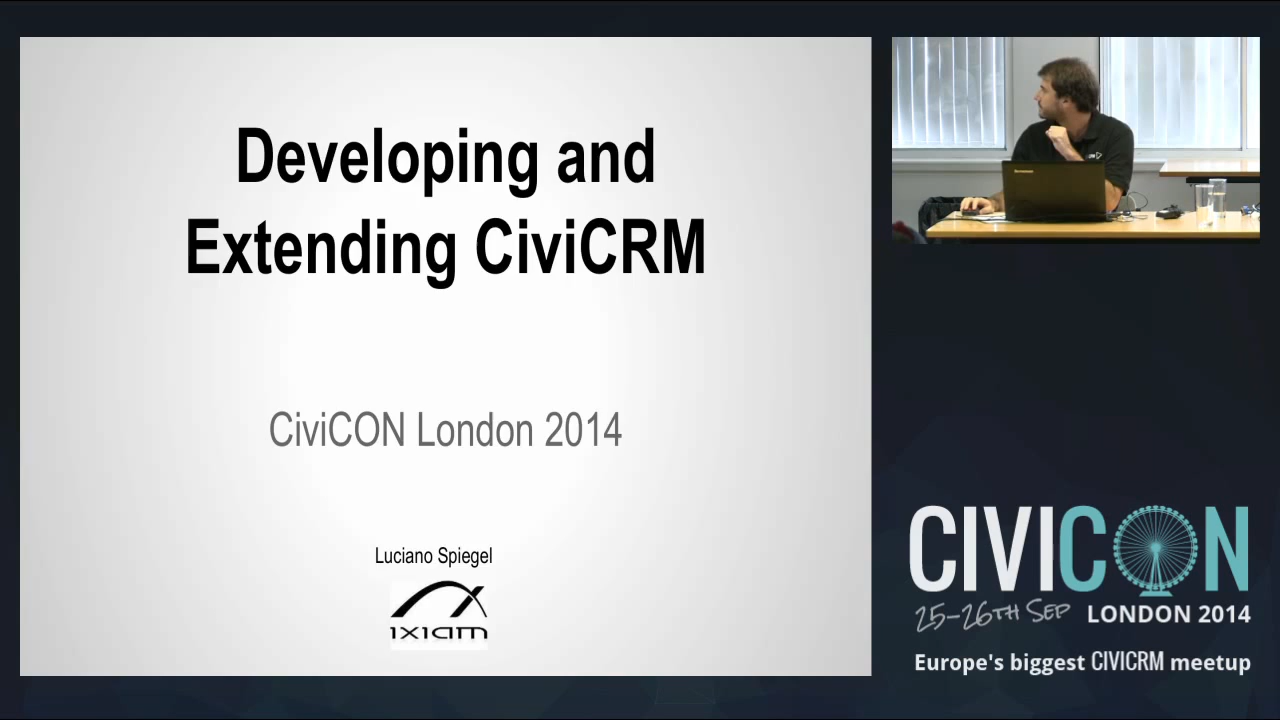 Developing and
Extending CiviCRM
CiviCON London 2014
Luciano Spiegel
ixiam
CIVICON
25-26TH SEP LONDON 2014
Europe's biggest CIVICRM meetup